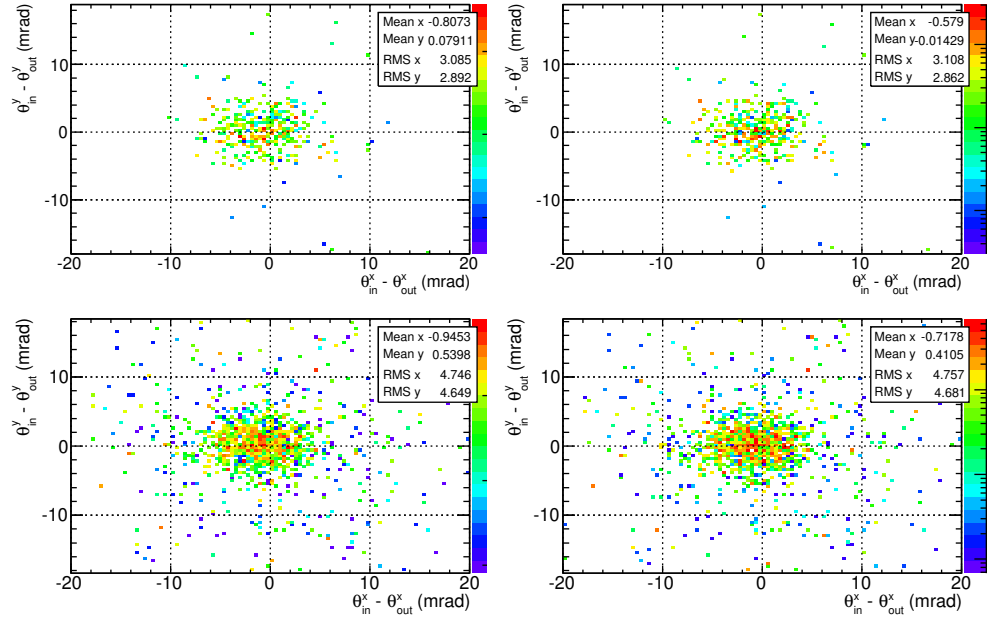 Mean x -0.8073
Mean y 0.07911
RMS x 3.085
RMS y 2.892
θ^y_in - θ^y_out (mrad)
10
0
-10
-20 -10 0 10 20
θ^x_in - θ^x_out (mrad)
Mean x -0.579
Mean y -0.01429
RMS x 3.108
RMS y 2.862
θ^y_in - θ^y_out (mrad)
10
0
-10
-20 -10 0 10 20
θ^x_in - θ^x_out (mrad)
Mean x -0.9453
Mean y 0.5398
RMS x 4.746
RMS y 4.649
θ^y_in - θ^y_out (mrad)
10
0
-10
-20 -10 0 10 20
θ^x_in - θ^x_out (mrad)
Mean x -0.7178
Mean y 0.4105
RMS x 4.757
RMS y 4.681
θ^y_in - θ^y_out (mrad)
10
0
-10
-20 -10 0 10 20
θ^x_in - θ^x_out (mrad)